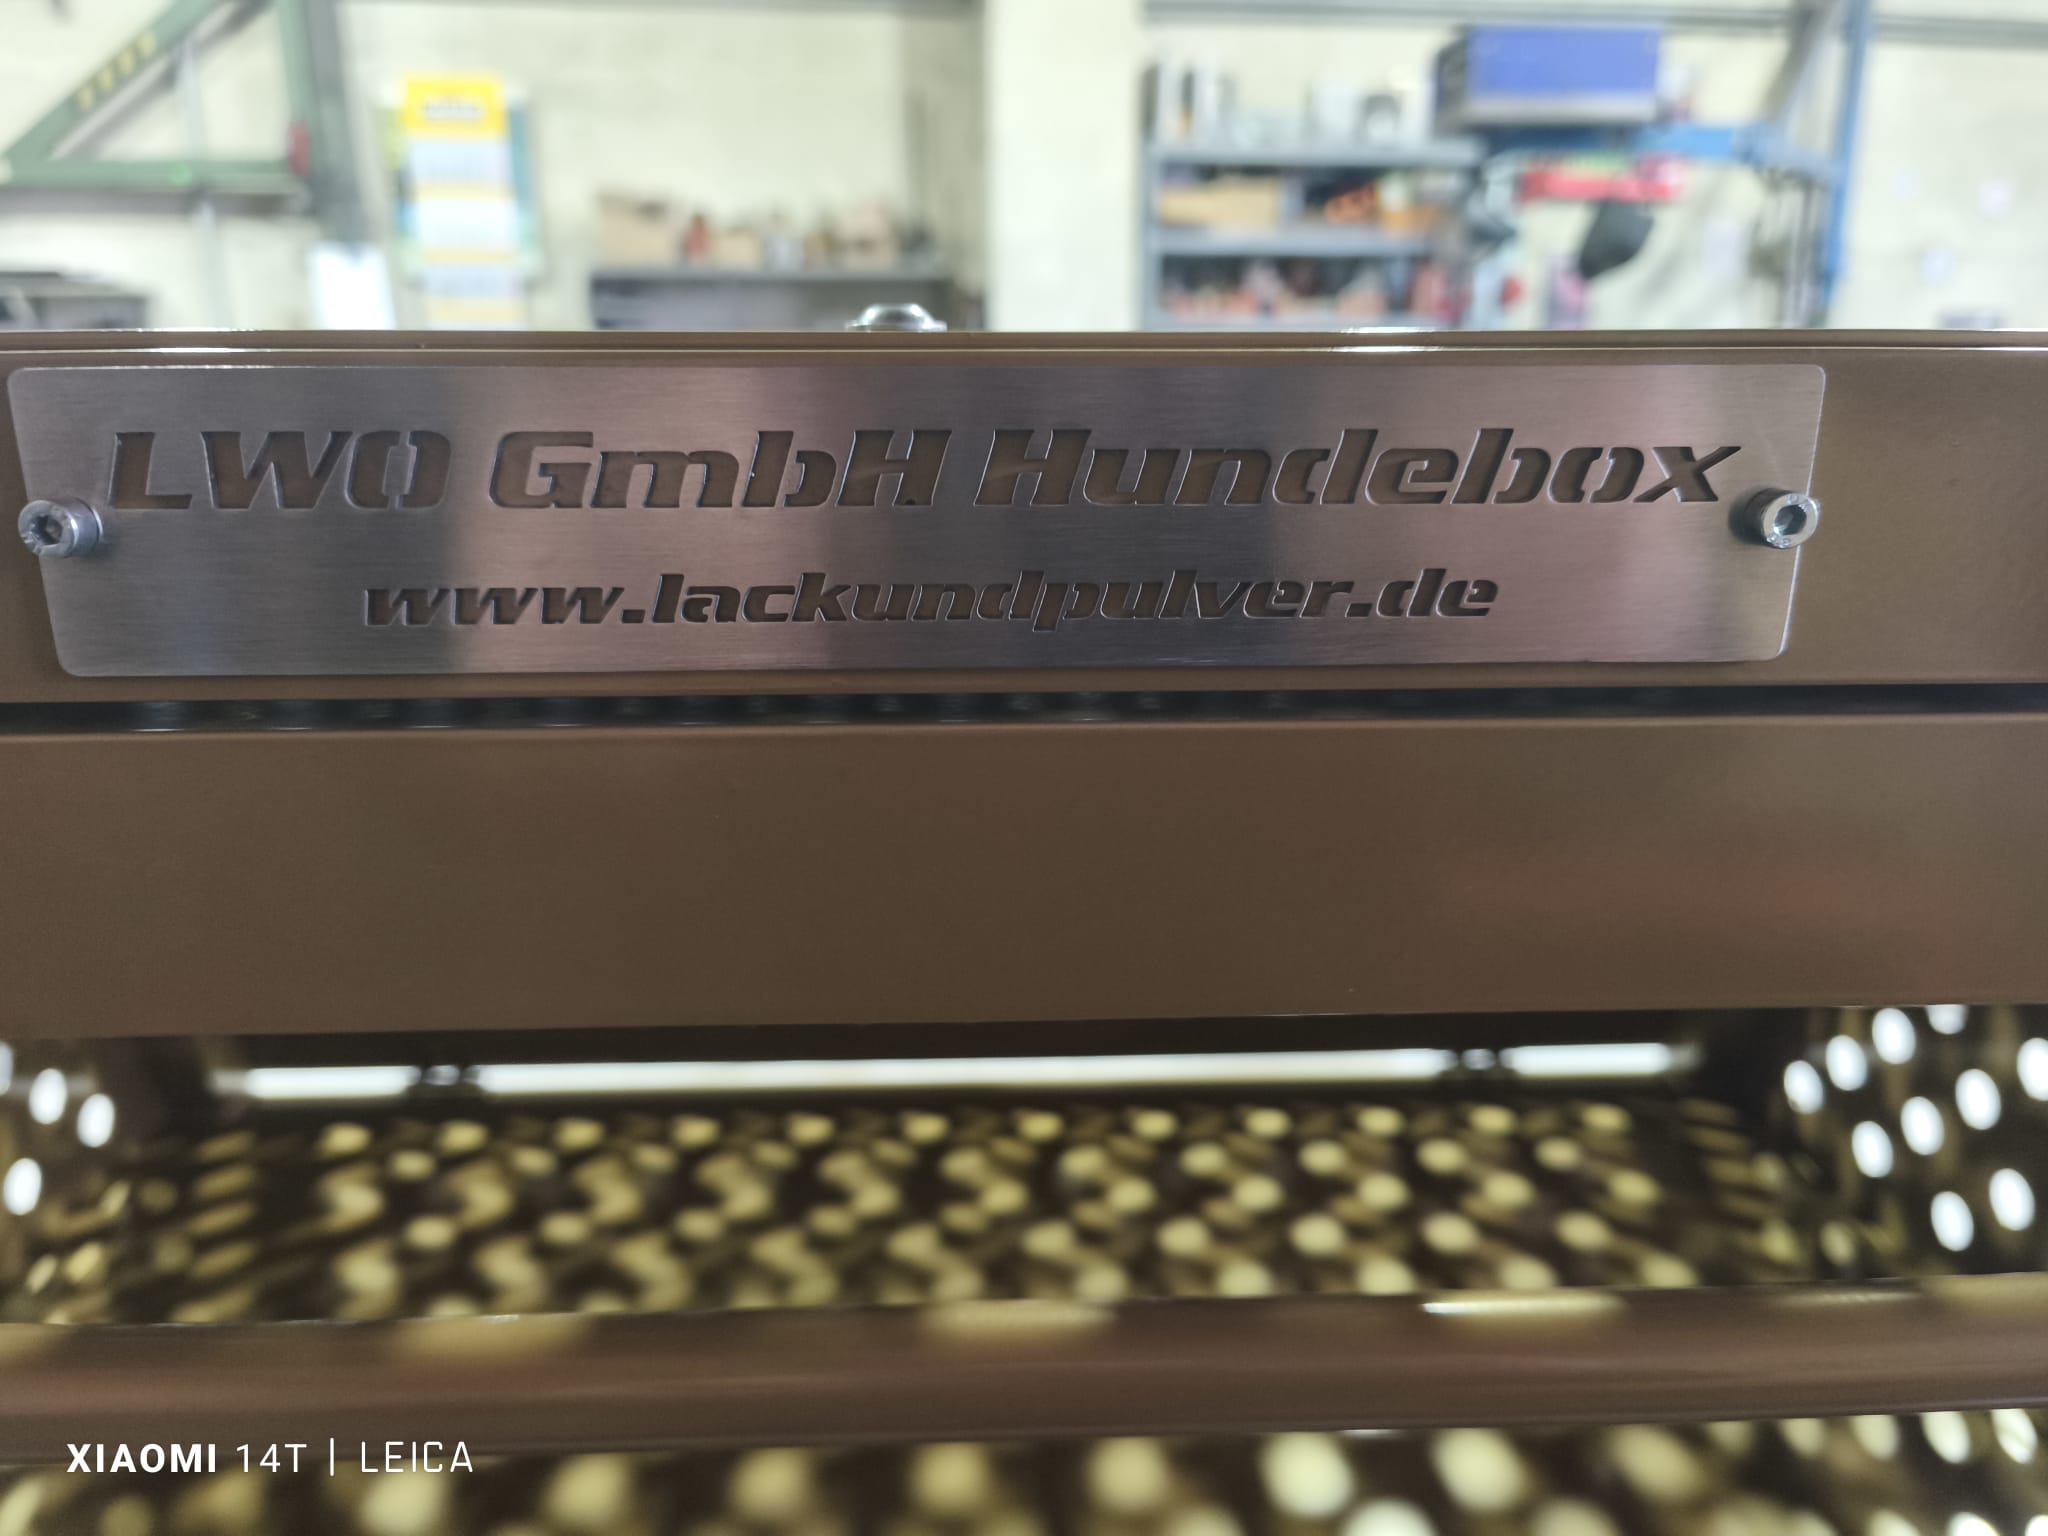 LWO GmbH Hundebox
www.lackundpulver.de
XIAOMI 14T | LEICA